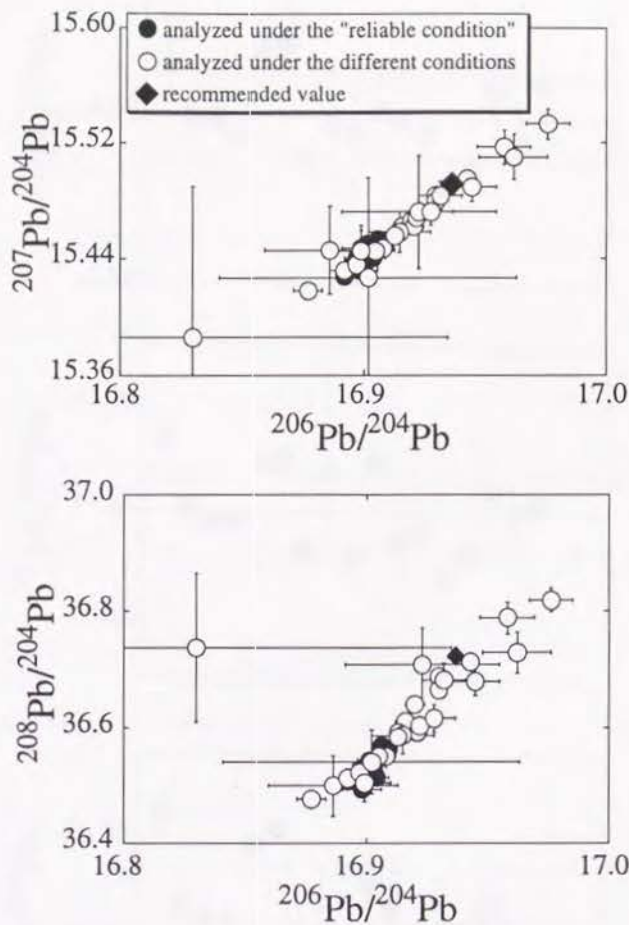 15.60
● analyzed under the "reliable condition"
○ analyzed under the different conditions
◆ recommended value
15.52
15.44
15.36
207Pb/204Pb
16.8 16.9 17.0
206Pb/204Pb
37.0
36.8
36.6
36.4
208Pb/204Pb
16.8 16.9 17.0
206Pb/204Pb